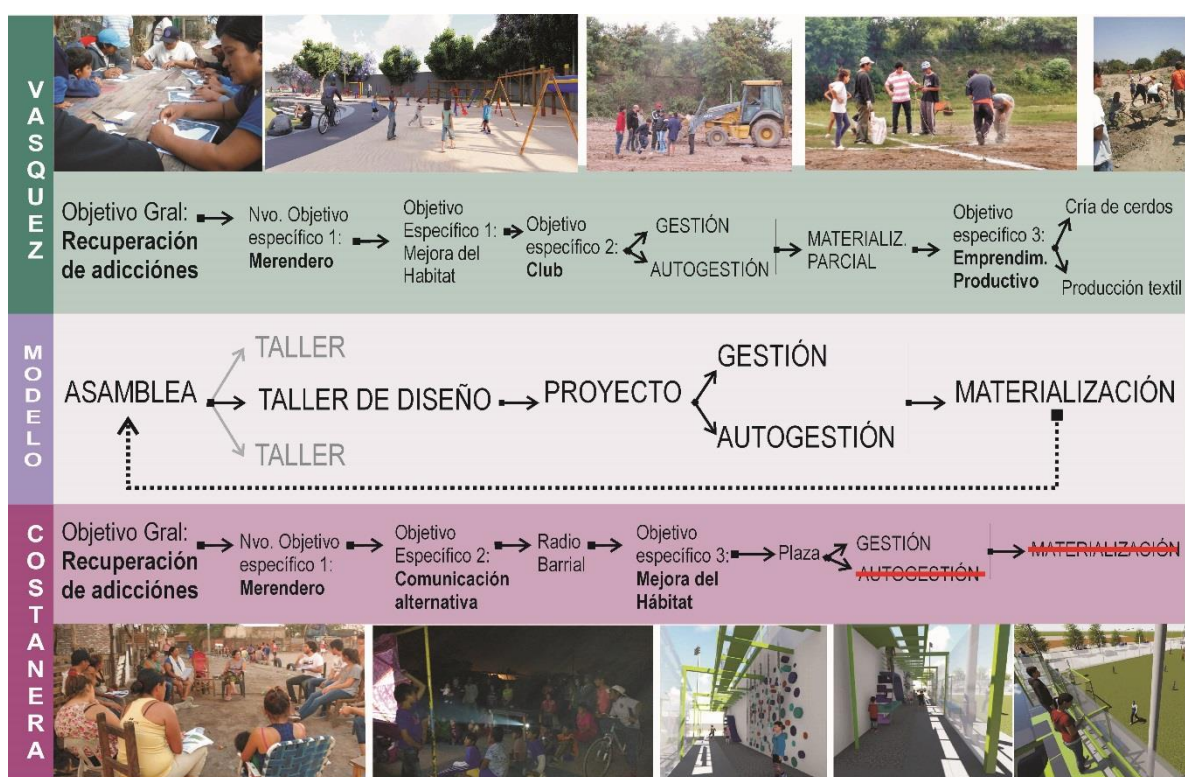 VASQUEZ
Objetivo Gral:
Recuperación
de adicciónes
Nvo. Objetivo
específico 1:
Merendero
Objetivo
Específico 1:
Mejora del
Habitat
Objetivo
específico 2:
Club
GESTIÓN
AUTOGESTIÓN
MATERIALIZ.
PARCIAL
Objetivo
específico 3:
Emprendim.
Productivo
Cría de cerdos
Producción textil
MODELO
ASAMBLEA
TALLER
TALLER DE DISEÑO
TALLER
PROYECTO
GESTIÓN
AUTOGESTIÓN
MATERIALIZACIÓN
COSTANERA
Objetivo Gral:
Recuperación
de adicciónes
Nvo. Objetivo
específico 1:
Merendero
Objetivo
Específico 2:
Comunicación
alternativa
Radio
Barrial
Objetivo
específico 3:
Mejora del
Hábitat
Plaza
GESTIÓN
AUTOGESTIÓN
MATERIALIZACIÓN